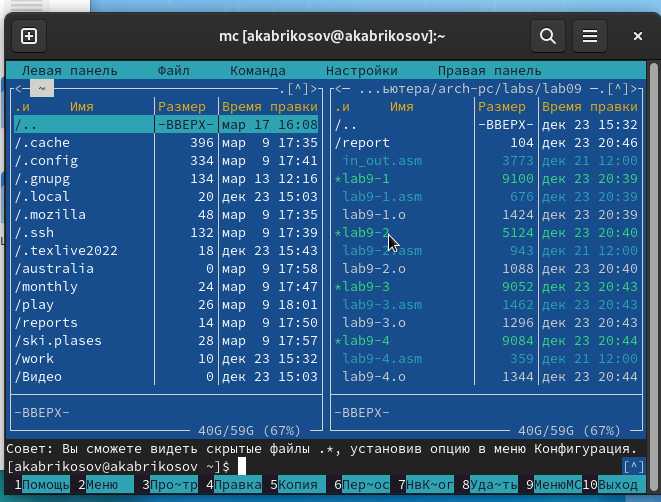 mc [akabrikosov@akabrikosov]:~
Левая панель Файл Команда Настройки Правая панель
<─ ~ .[^]> <─ ...ьютера/arch-pc/labs/lab09 ─.[^]>
.и Имя Размер Время правки .и Имя Размер Время правки
/.. -ВВЕРХ- мар 17 16:08 /.. -ВВЕРХ- дек 23 15:32
/.cache 396 мар 9 17:35 /report 104 дек 23 20:46
/.config 334 мар 9 17:41 in_out.asm 3773 дек 21 12:00
/.gnupg 134 мар 13 12:16 *lab9-1 9100 дек 23 20:39
/.local 20 дек 23 15:03 lab9-1.asm 676 дек 23 20:39
/.mozilla 48 мар 9 17:35 lab9-1.o 1424 дек 23 20:39
/.ssh 132 мар 9 17:39 *lab9-2 5124 дек 23 20:40
/.texlive2022 18 дек 23 15:43 lab9-2.asm 943 дек 21 12:00
/australia 0 мар 9 17:58 lab9-2.o 1088 дек 23 20:40
/monthly 24 мар 9 17:47 *lab9-3 9052 дек 23 20:43
/play 26 мар 9 18:01 lab9-3.asm 1462 дек 23 20:43
/reports 14 мар 9 17:50 lab9-3.o 1296 дек 23 20:43
/ski.plases 28 мар 9 17:57 *lab9-4 9084 дек 23 20:44
/work 10 дек 23 15:32 lab9-4.asm 359 дек 21 12:00
/Видео 0 дек 23 15:03 lab9-4.o 1344 дек 23 20:44
-ВВЕРХ- -ВВЕРХ-
40G/59G (67%) 40G/59G (67%)
Совет: Вы сможете видеть скрытые файлы .*, установив опцию в меню Конфигурация.
[akabrikosov@akabrikosov ~]$ [^]
1Помощь 2Меню 3Про~тр 4Правка 5Копия 6Пер~ос 7НвК~ог 8Уда~ть 9МенюМС 10Выход